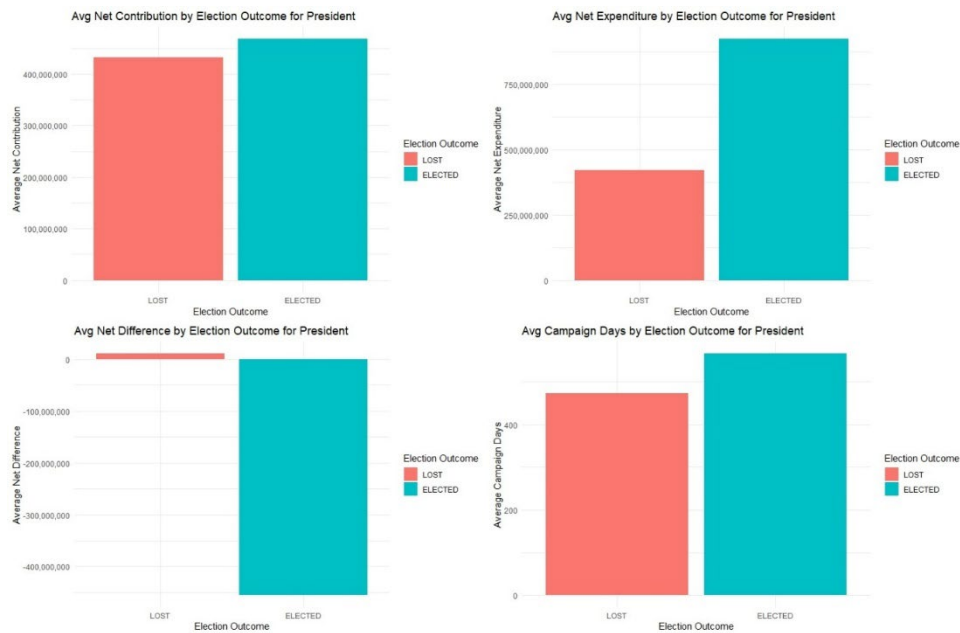 Avg Net Contribution by Election Outcome for President
400,000,000
300,000,000
200,000,000
100,000,000
0
Average Net Contribution
LOST
ELECTED
Election Outcome
Election Outcome
LOST
ELECTED
Avg Net Expenditure by Election Outcome for President
750,000,000
500,000,000
250,000,000
0
Average Net Expenditure
LOST
ELECTED
Election Outcome
Election Outcome
LOST
ELECTED
Avg Net Difference by Election Outcome for President
0
-100,000,000
-200,000,000
-300,000,000
-400,000,000
Average Net Difference
LOST
ELECTED
Election Outcome
Election Outcome
LOST
ELECTED
Avg Campaign Days by Election Outcome for President
400
200
0
Average Campaign Days
LOST
ELECTED
Election Outcome
Election Outcome
LOST
ELECTED